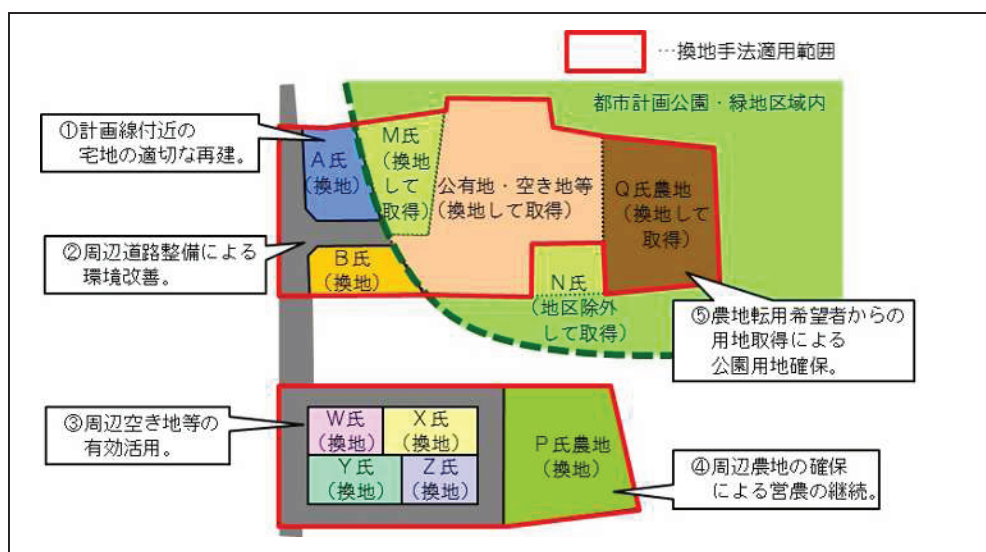 …換地手法適用範囲
都市計画公園・緑地区域内
①計画線付近の
宅地の適切な再建。
A氏
(換地)
M氏
(換地
して
取得)
公有地・空き地等
(換地して取得)
Q氏農地
(換地して
取得)
②周辺道路整備による
環境改善。
B氏
(換地)
N氏
(地区除外
して取得)
⑤農地転用希望者からの
用地取得による
公園用地確保。
③周辺空き地等の
有効活用。
W氏
(換地)
X氏
(換地)
Y氏
(換地)
Z氏
(換地)
P氏農地
(換地)
④周辺農地の確保
による営農の継続。